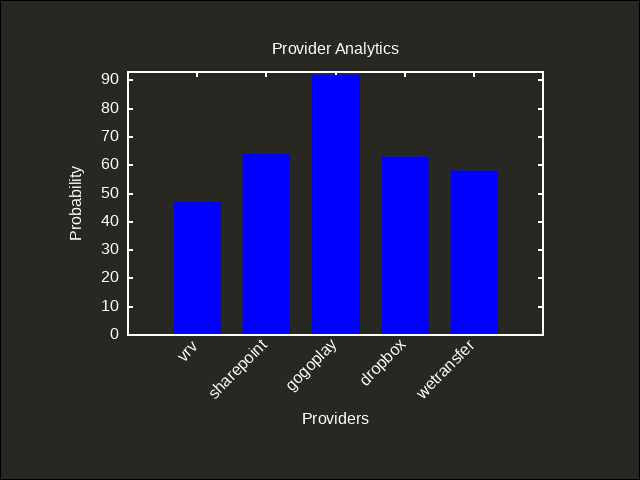 Provider Analytics
90
80
70
60
50
40
30
20
10
0
Probability
vrv
sharepoint
gogoplay
dropbox
wetransfer
Providers